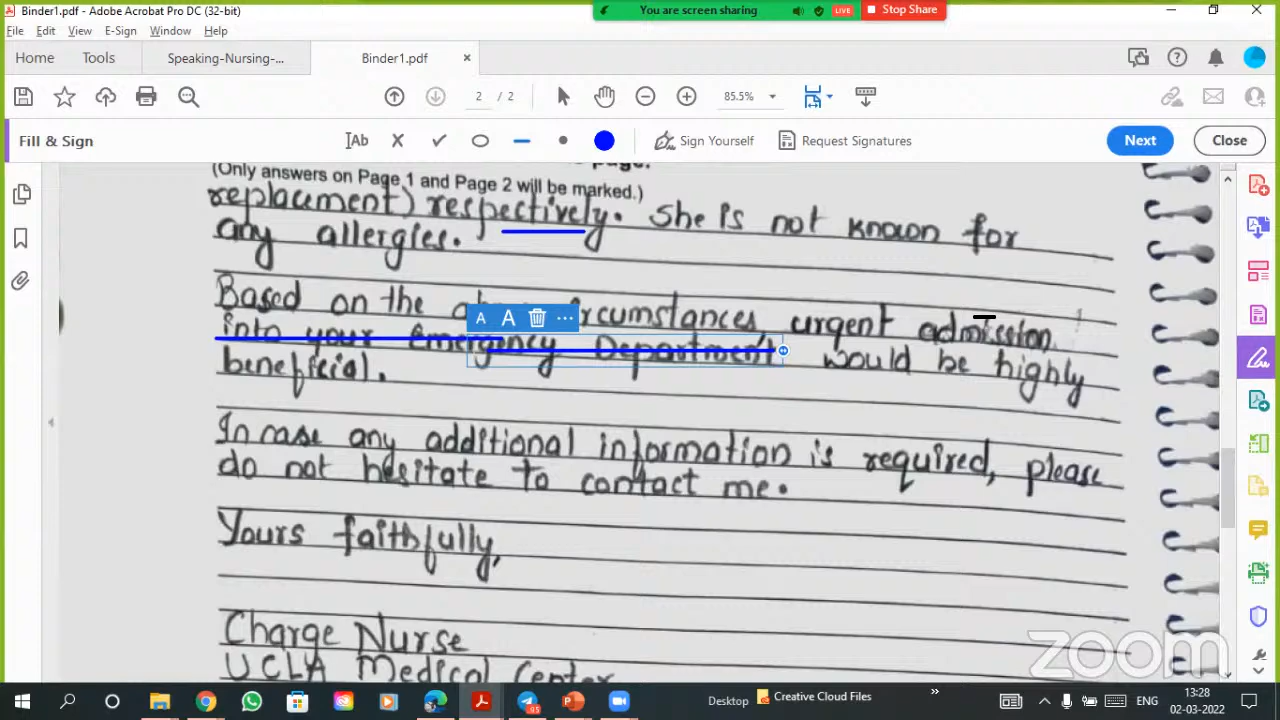 Binder1.pdf - Adobe Acrobat Pro DC (32-bit)
You are screen sharing
LIVE
Stop Share
File Edit View E-Sign Window Help
Home Tools Speaking-Nursing-... Binder1.pdf
2 / 2
85.5%
Fill & Sign
Ab
Sign Yourself
Request Signatures
Next
Close
(Only answers on Page 1 and Page 2 will be marked.)
replacement) respectively. She is not known for
any allergies.
Based on the circumstances, urgent admission
into your Emergency Department would be highly
beneficial.
A A
In case any additional information is required, please
do not hesitate to contact me.
Yours faithfully,
Charge Nurse
UCLA Medical Center
zoom
Desktop
Creative Cloud Files
ENG
13:28
02-03-2022